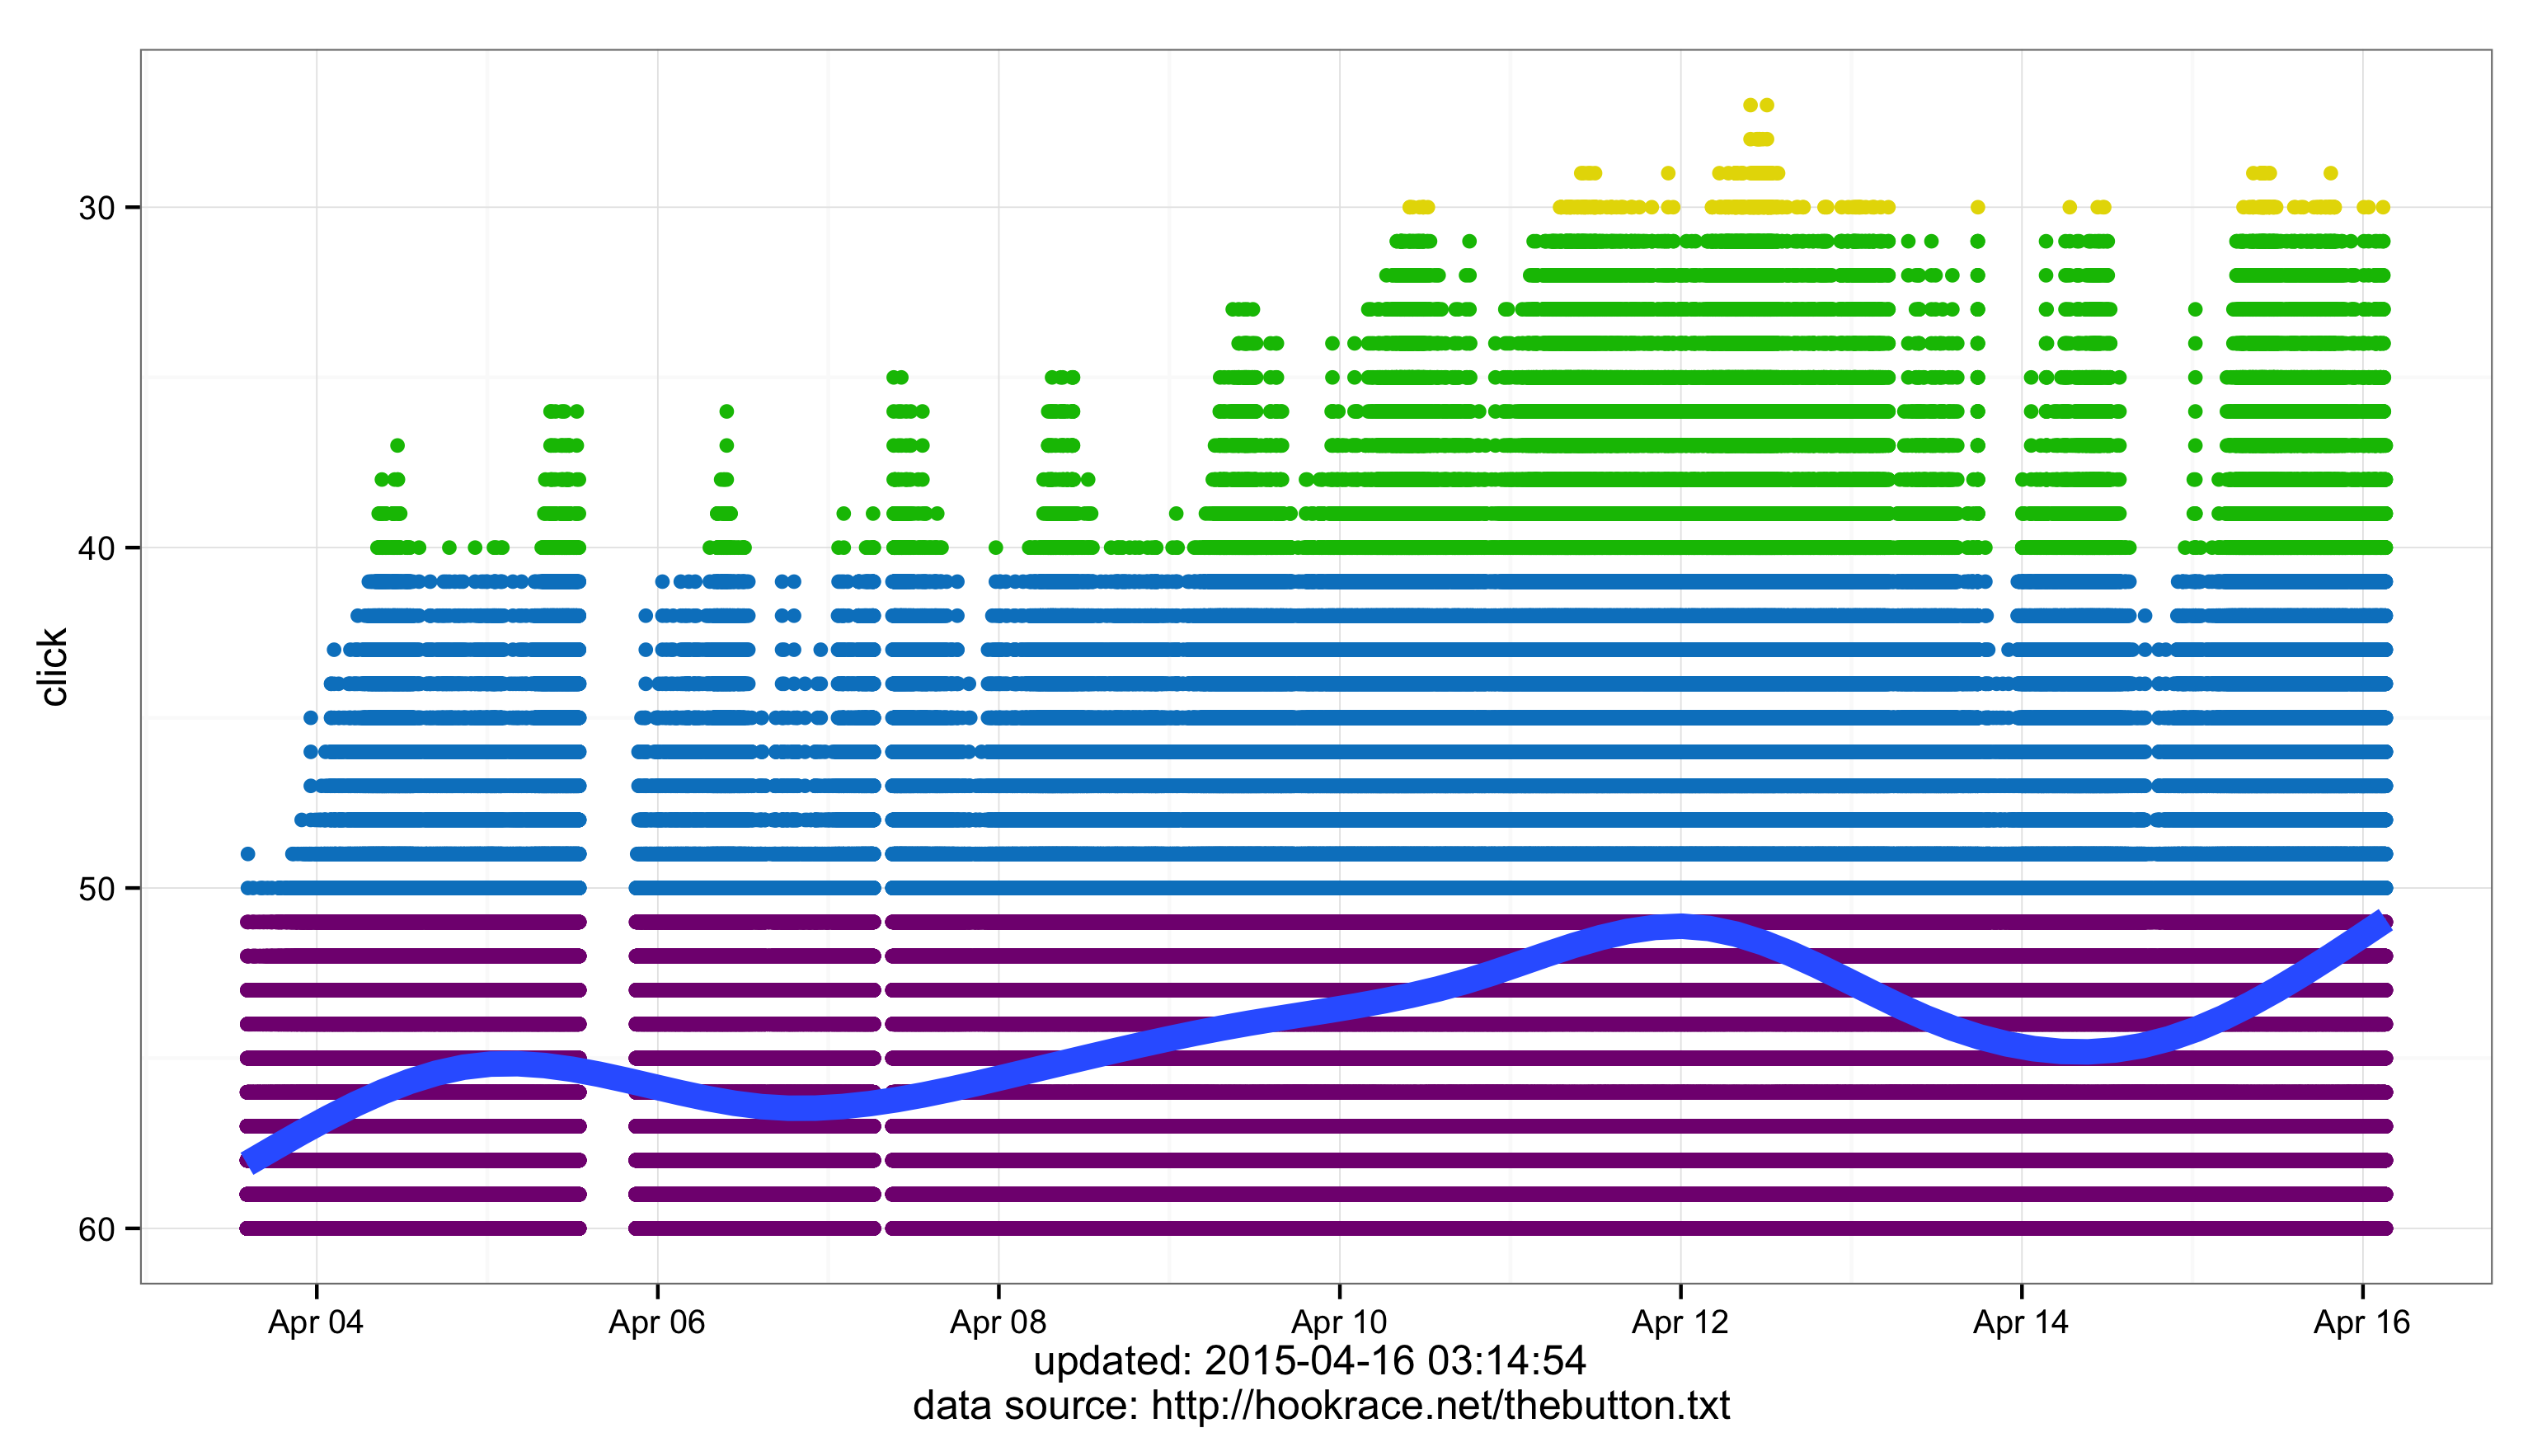 30
40
50
60
click
Apr 04 Apr 06 Apr 08 Apr 10 Apr 12 Apr 14 Apr 16
updated: 2015-04-16 03:14:54
data source: http://hookrace.net/thebutton.txt